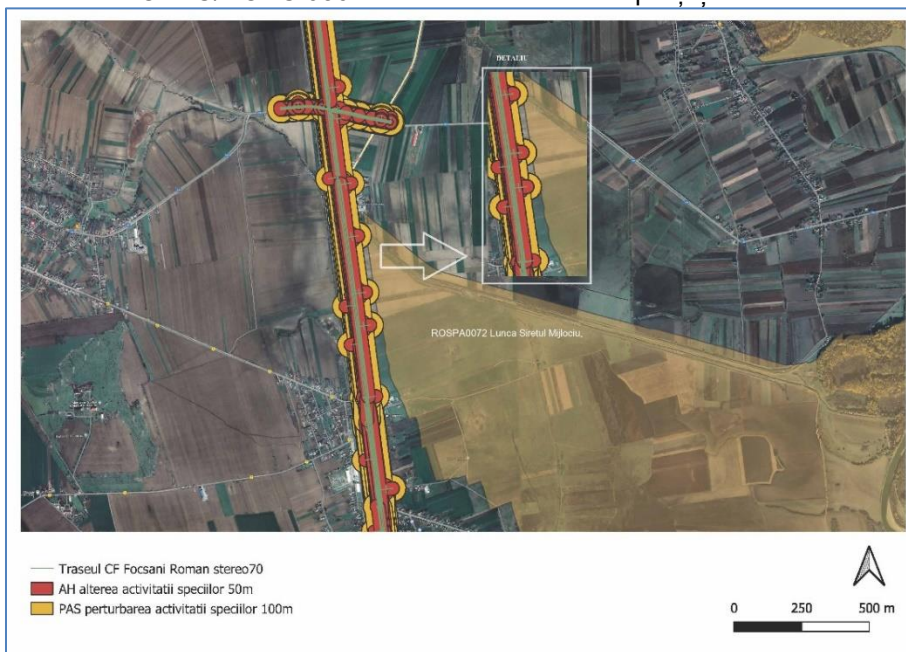 DETALIU
ROSPA0072 Lunca Siretul Mijlociu,
Traseul CF Focsani Roman stereo70
AH alterea activitatii speciilor 50m
PAS perturbarea activitatii speciilor 100m
0 250 500 m